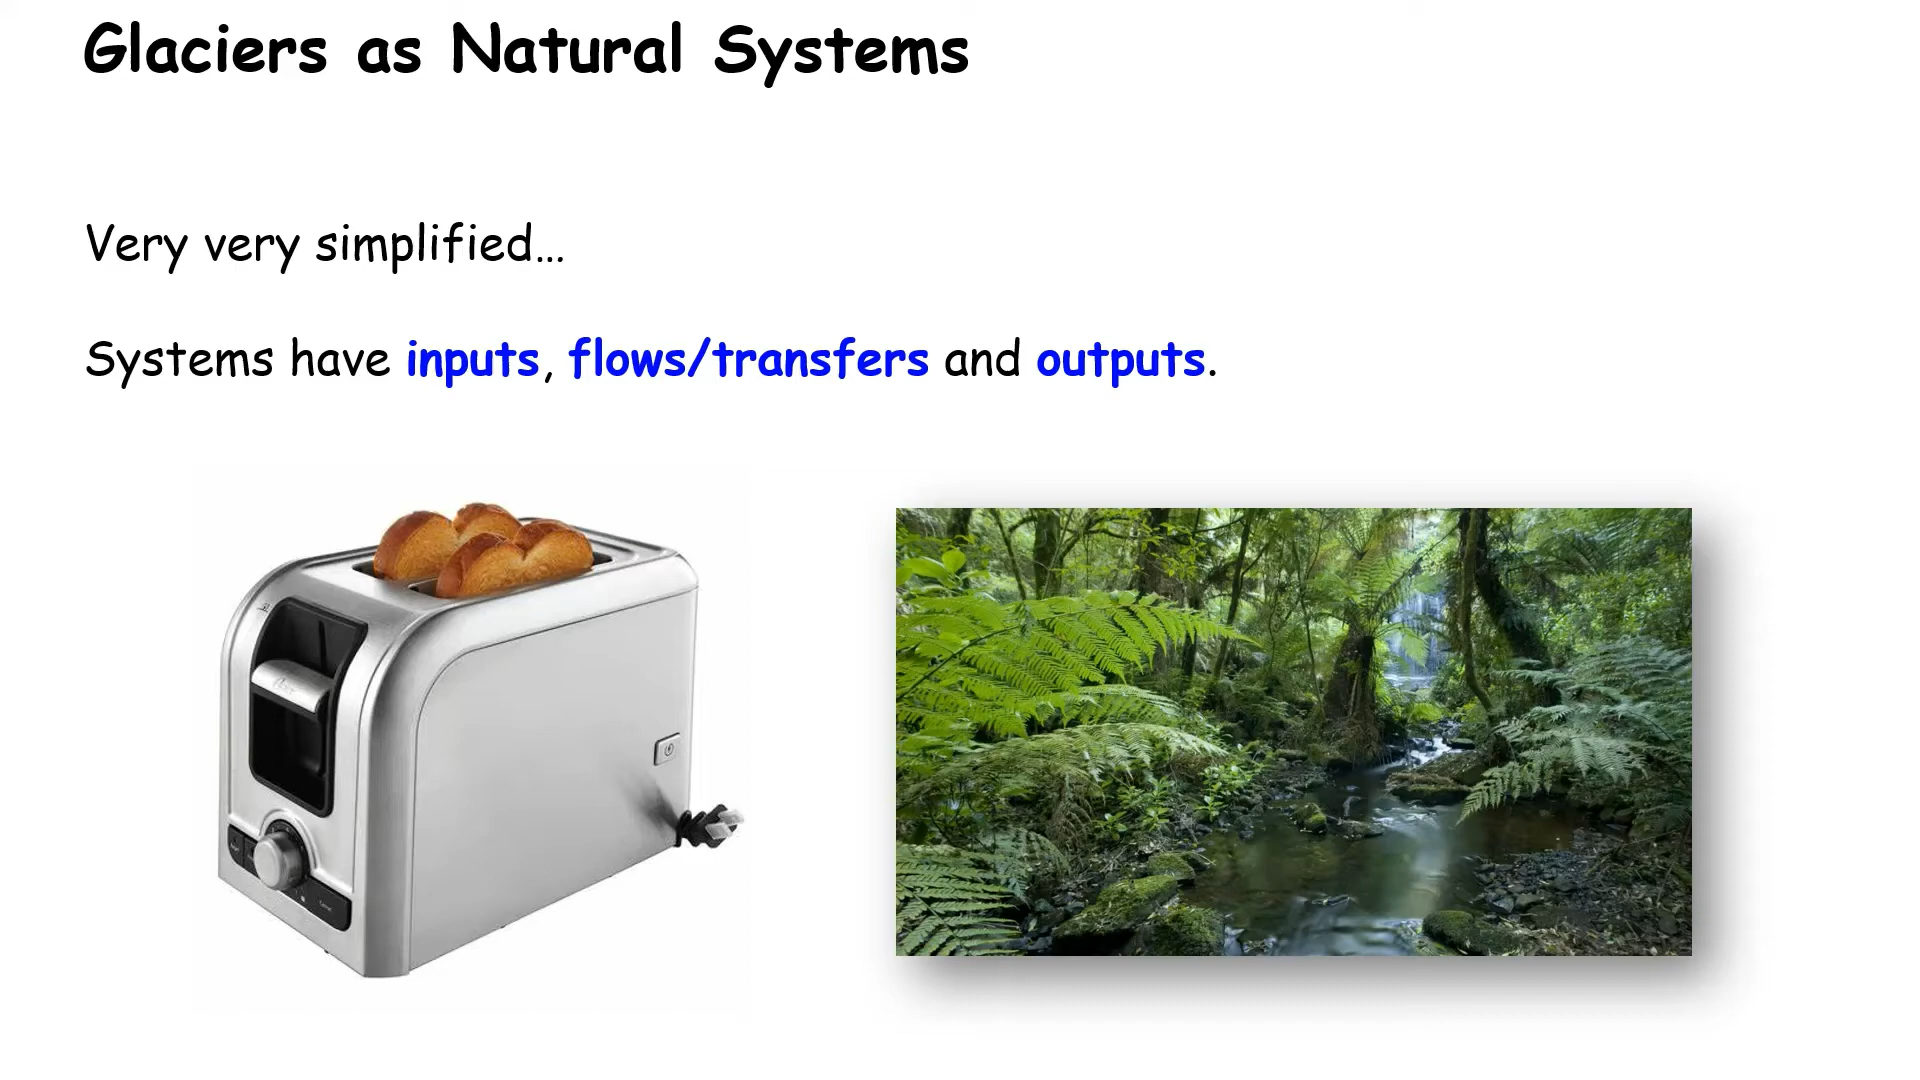 Glaciers as Natural Systems
Very very simplified...
Systems have inputs, flows/transfers and outputs.